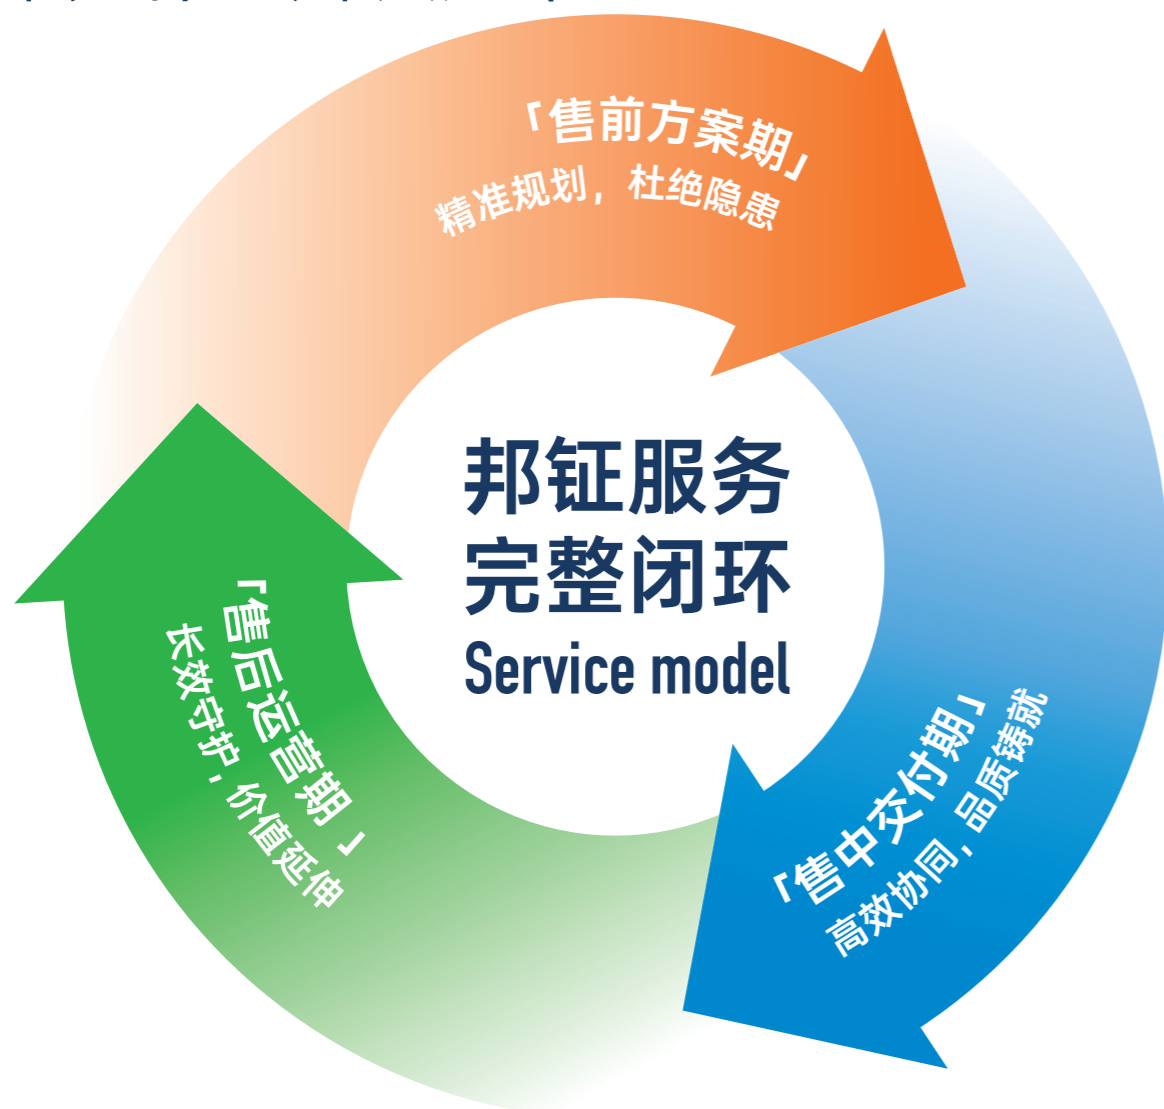 「售前方案期」
精准规划，杜绝隐患
邦钲服务
完整闭环
Service model
「售中交付期」
高效协同，品质铸就
「售后运营期」
长效守护，价值延伸